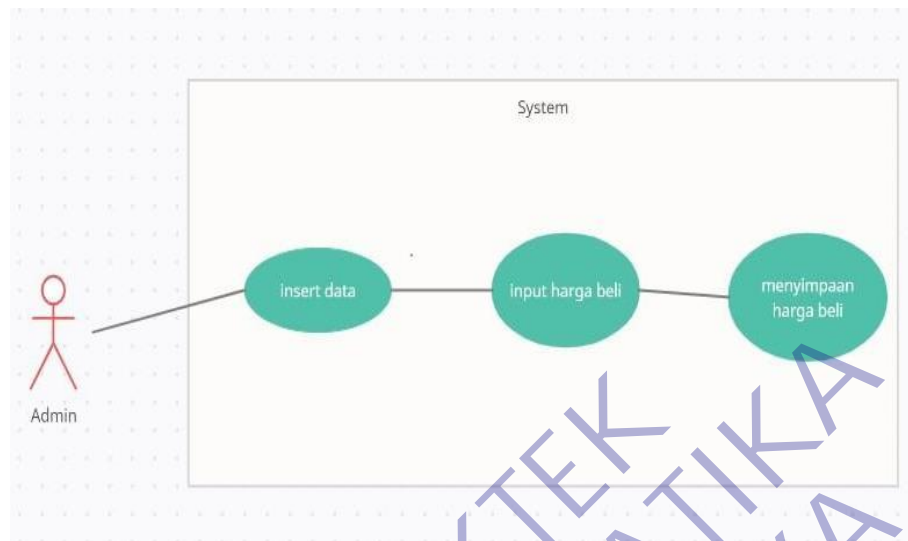 System
insert data
input harga beli
menyimpaan
harga beli
Admin